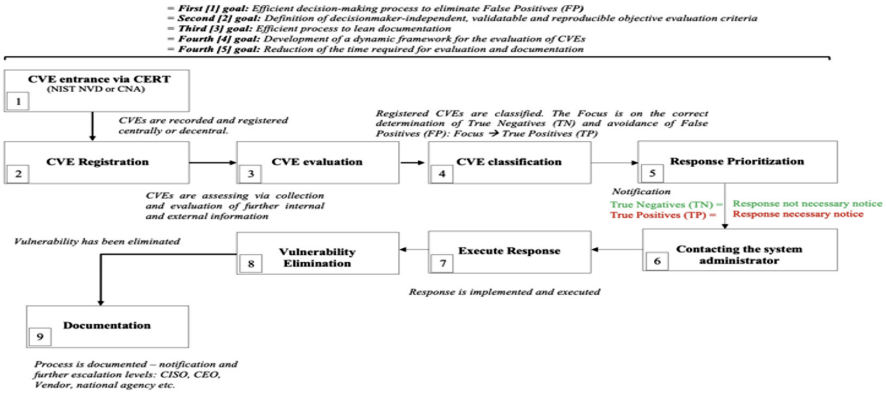 = First [1] goal: Efficient decision-making process to eliminate False Positives (FP)
= Second [2] goal: Definition of decisionmaker-independent, validatable and reproducible objective evaluation criteria
= Third [3] goal: Efficient process to lean documentation
= Fourth [4] goal: Development of a dynamic framework for the evaluation of CVEs
= Fourth [5] goal: Reduction of the time required for evaluation and documentation
CVE entrance via CERT
(NIST NVD or CNA)
1
CVEs are recorded and registered
centrally or decentral.
Registered CVEs are classified. The Focus is on the correct
determination of True Negatives (TN) and avoidance of False
Positives (FP): Focus → True Positives (TP)
CVE Registration
2
CVE evaluation
3
CVE classification
4
Response Prioritization
5
CVEs are assessing via collection
and evaluation of further internal
and external information
Notification
True Negatives (TN) = Response not necessary notice
True Positives (TP) = Response necessary notice
Vulnerability has been eliminated
Vulnerability
Elimination
8
Execute Response
7
Contacting the system
administrator
6
Response is implemented and executed
Documentation
9
Process is documented – notification and
further escalation levels: CISO, CEO,
Vendor, national agency etc.